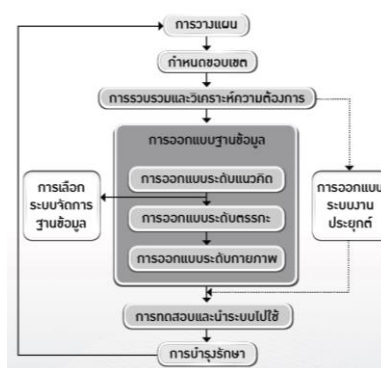 การวางแผน
กำหนดขอบเขต
การรวบรวมและวิเคราะห์ความต้องการ
การออกแบบฐานข้อมูล
การออกแบบระดับแนวคิด
การเลือก
ระบบจัดการ
ฐานข้อมูล
การออกแบบระดับตรรกะ
การออกแบบ
ระบบงาน
ประยุกต์
การออกแบบระดับกายภาพ
การทดสอบและนำระบบไปใช้
การบำรุงรักษา